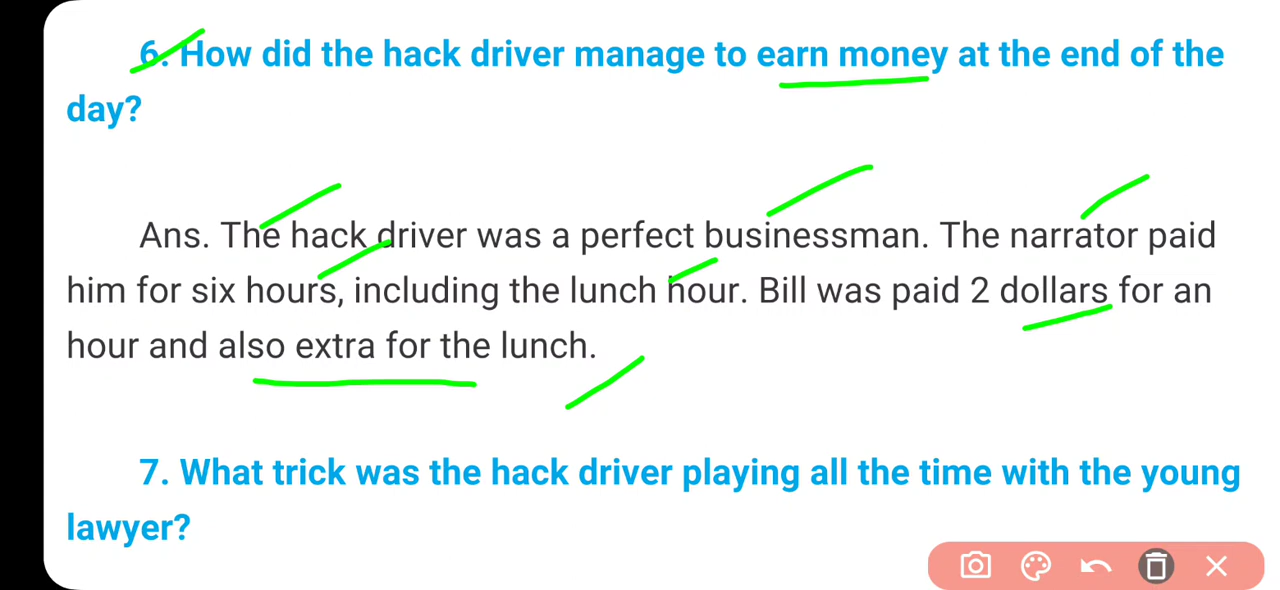 6. How did the hack driver manage to earn money at the end of the
day?
Ans. The hack driver was a perfect businessman. The narrator paid
him for six hours, including the lunch hour. Bill was paid 2 dollars for an
hour and also extra for the lunch.
7. What trick was the hack driver playing all the time with the young
lawyer?